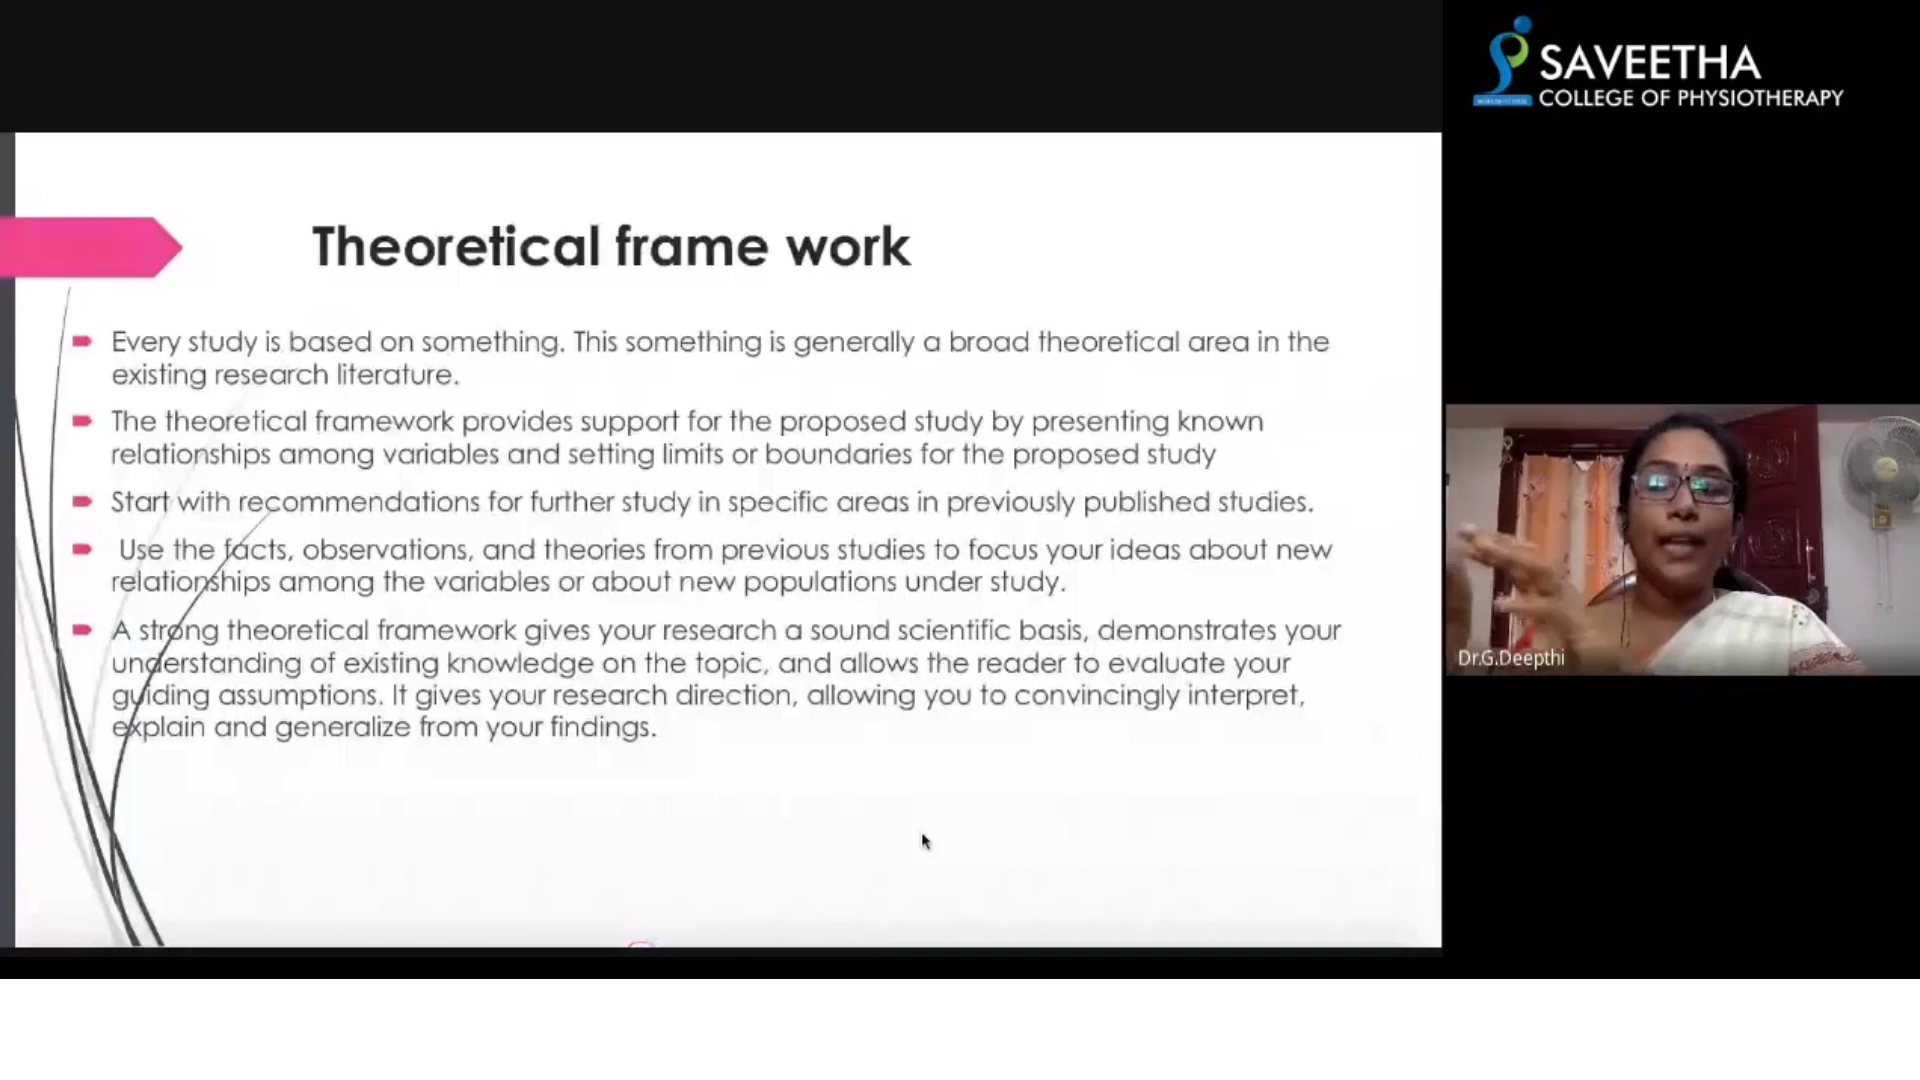 SAVEETHA
COLLEGE OF PHYSIOTHERAPY
Theoretical frame work
Every study is based on something. This something is generally a broad theoretical area in the
existing research literature.
The theoretical framework provides support for the proposed study by presenting known
relationships among variables and setting limits or boundaries for the proposed study
Start with recommendations for further study in specific areas in previously published studies.
Use the facts, observations, and theories from previous studies to focus your ideas about new
relationships among the variables or about new populations under study.
A strong theoretical framework gives your research a sound scientific basis, demonstrates your
understanding of existing knowledge on the topic, and allows the reader to evaluate your
guiding assumptions. It gives your research direction, allowing you to convincingly interpret,
explain and generalize from your findings.
Dr.G.Deepthi